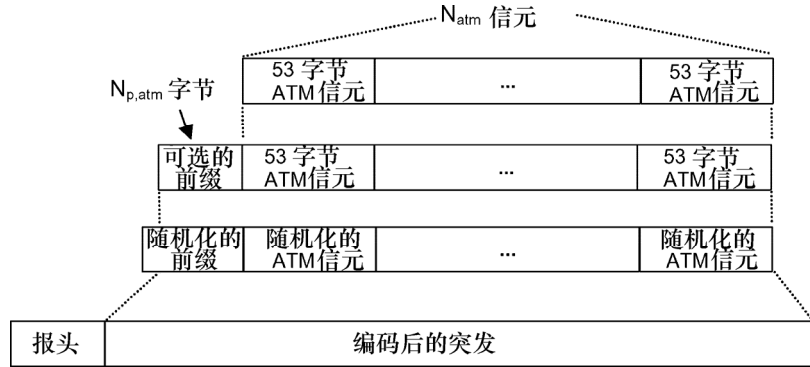 Natm 信元
53 字节 ATM 信元
...
53 字节 ATM信元
Np,atm 字节
可选的前缀
53 字节 ATM信元
...
53 字节 ATM信元
随机化的前缀
随机化的 ATM信元
...
随机化的 ATM信元
报头
编码后的突发